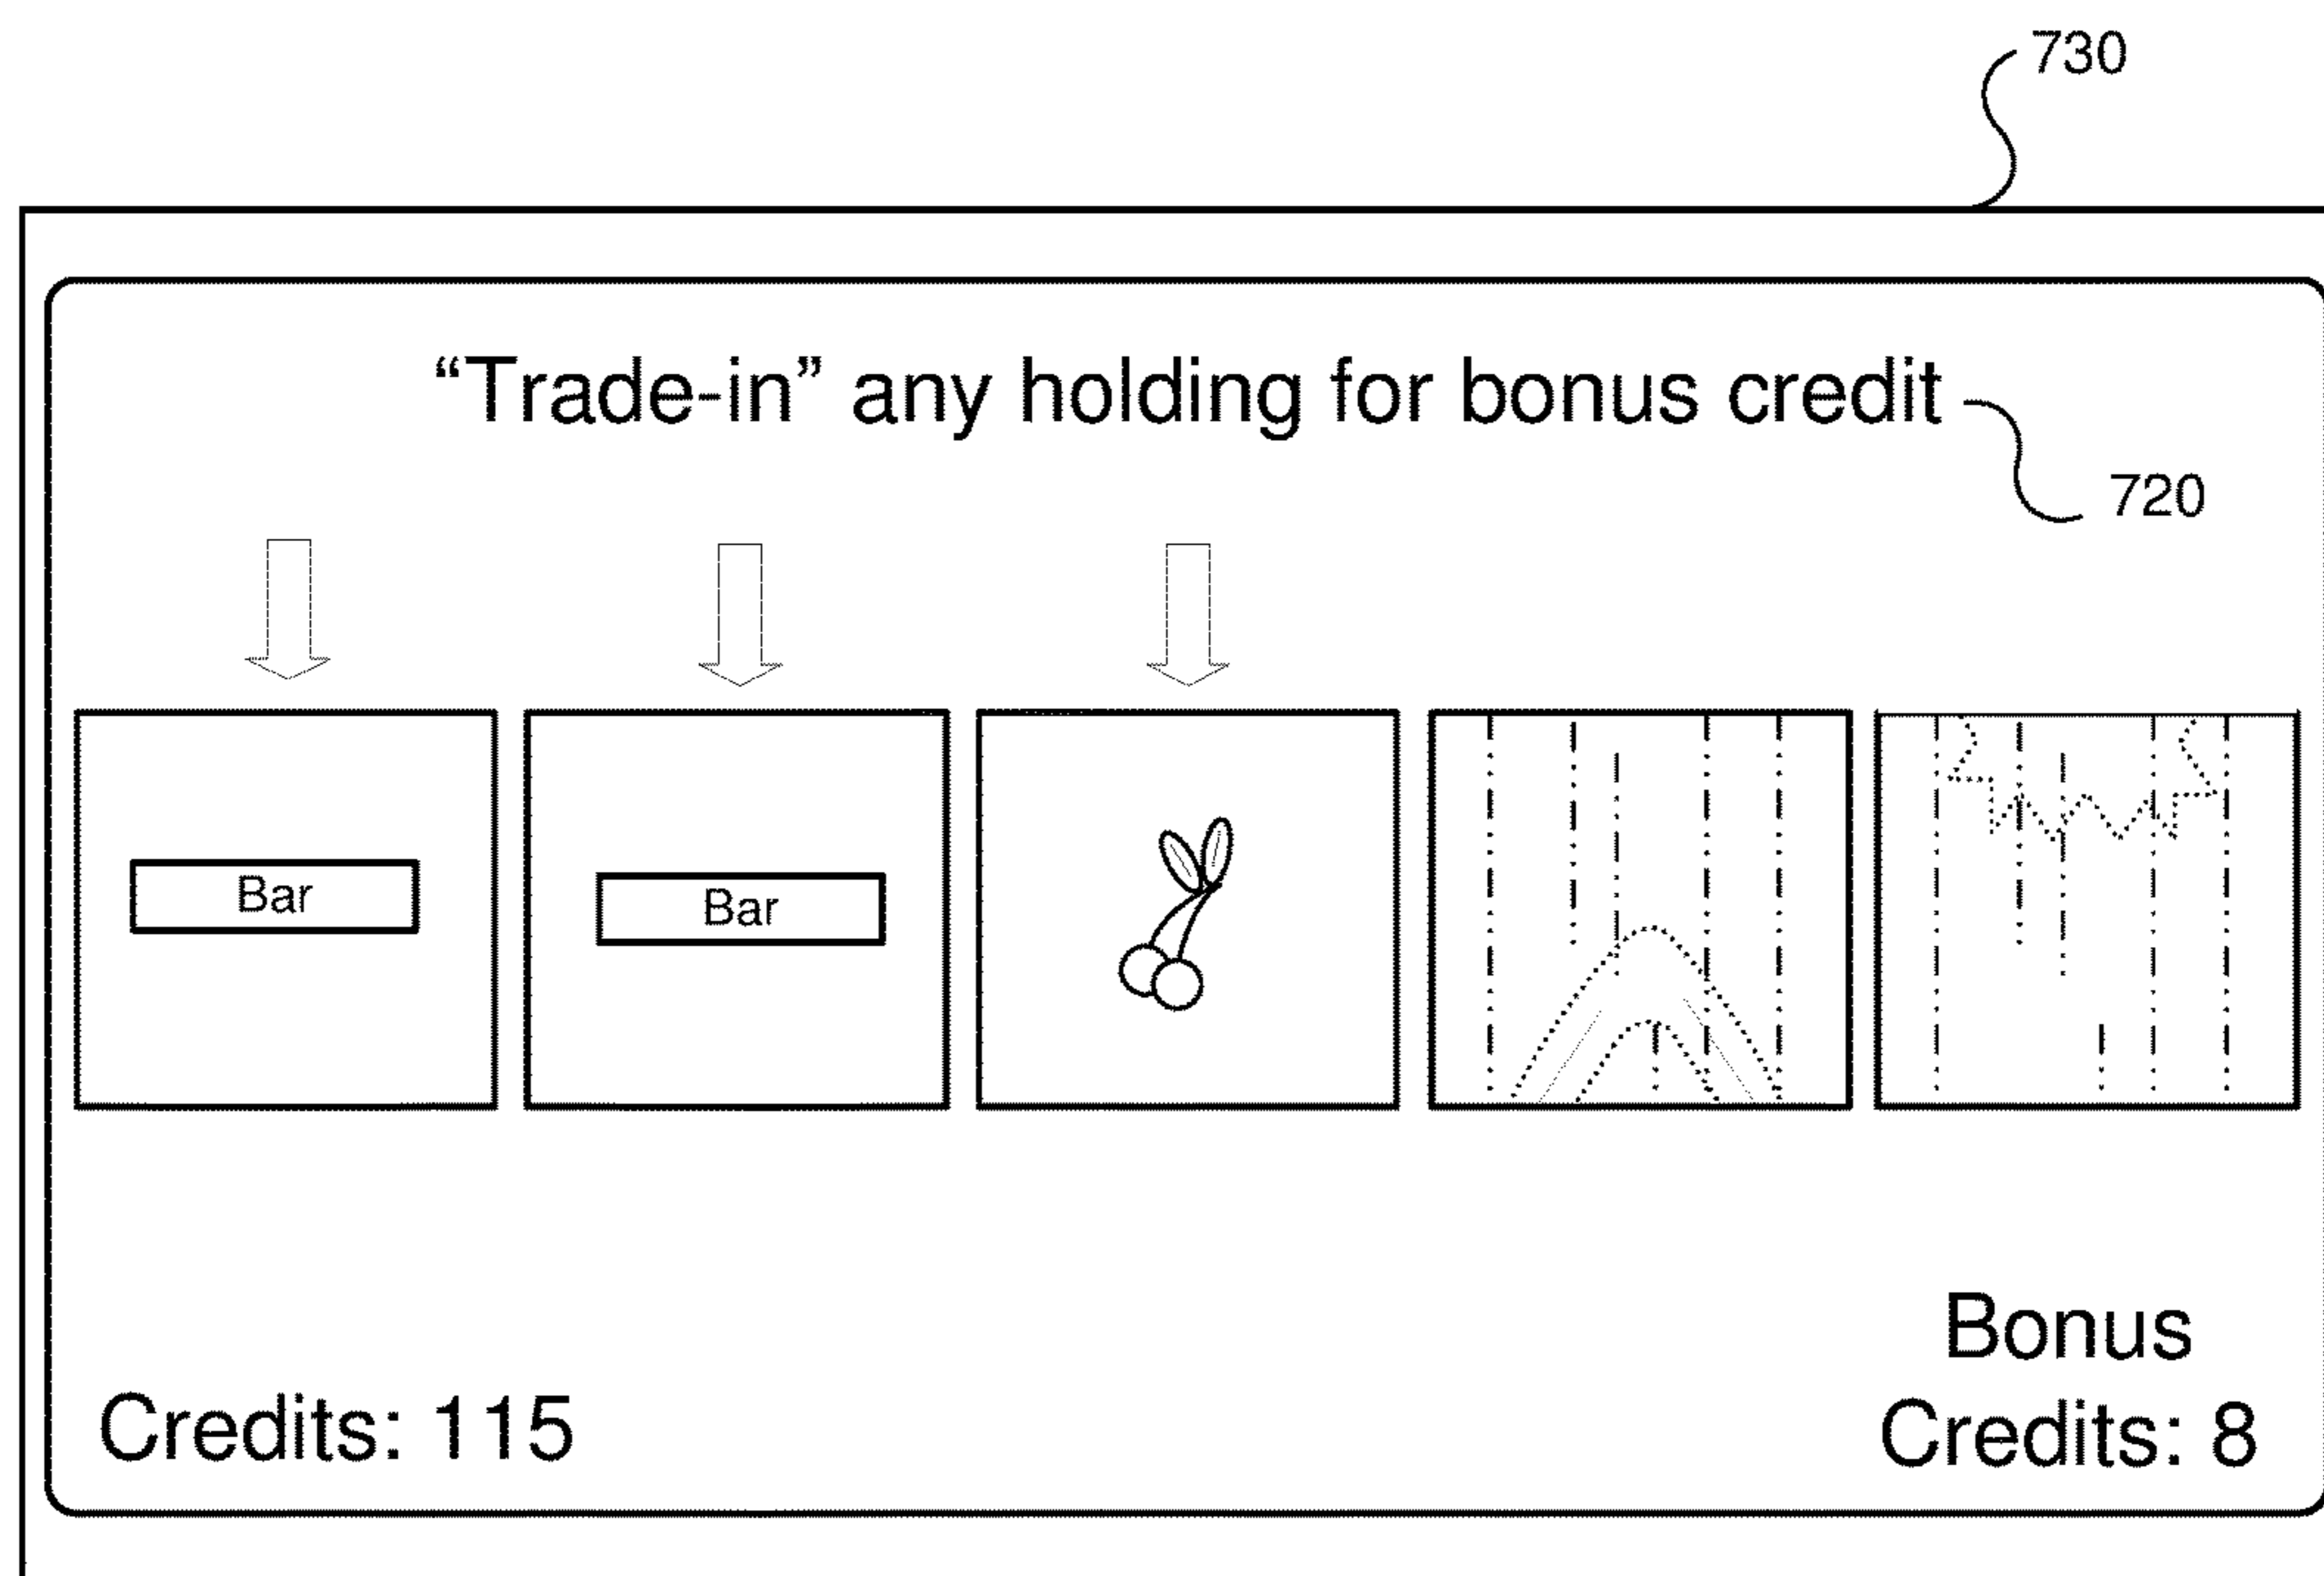 730
“Trade-in” any holding for bonus credit
720
Bar
Bar
Bonus
Credits: 115
Credits: 8